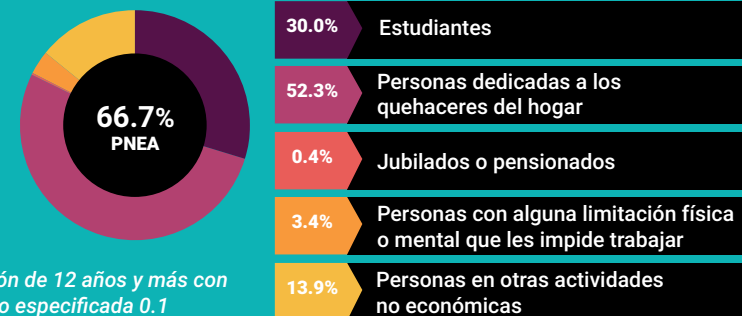 66.7%
PNEA
30.0%
Estudiantes
52.3%
Personas dedicadas a los
quehaceres del hogar
0.4%
Jubilados o pensionados
3.4%
Personas con alguna limitación física
o mental que les impide trabajar
13.9%
Personas en otras actividades
no económicas
de 12 años y más con
especificada 0.1